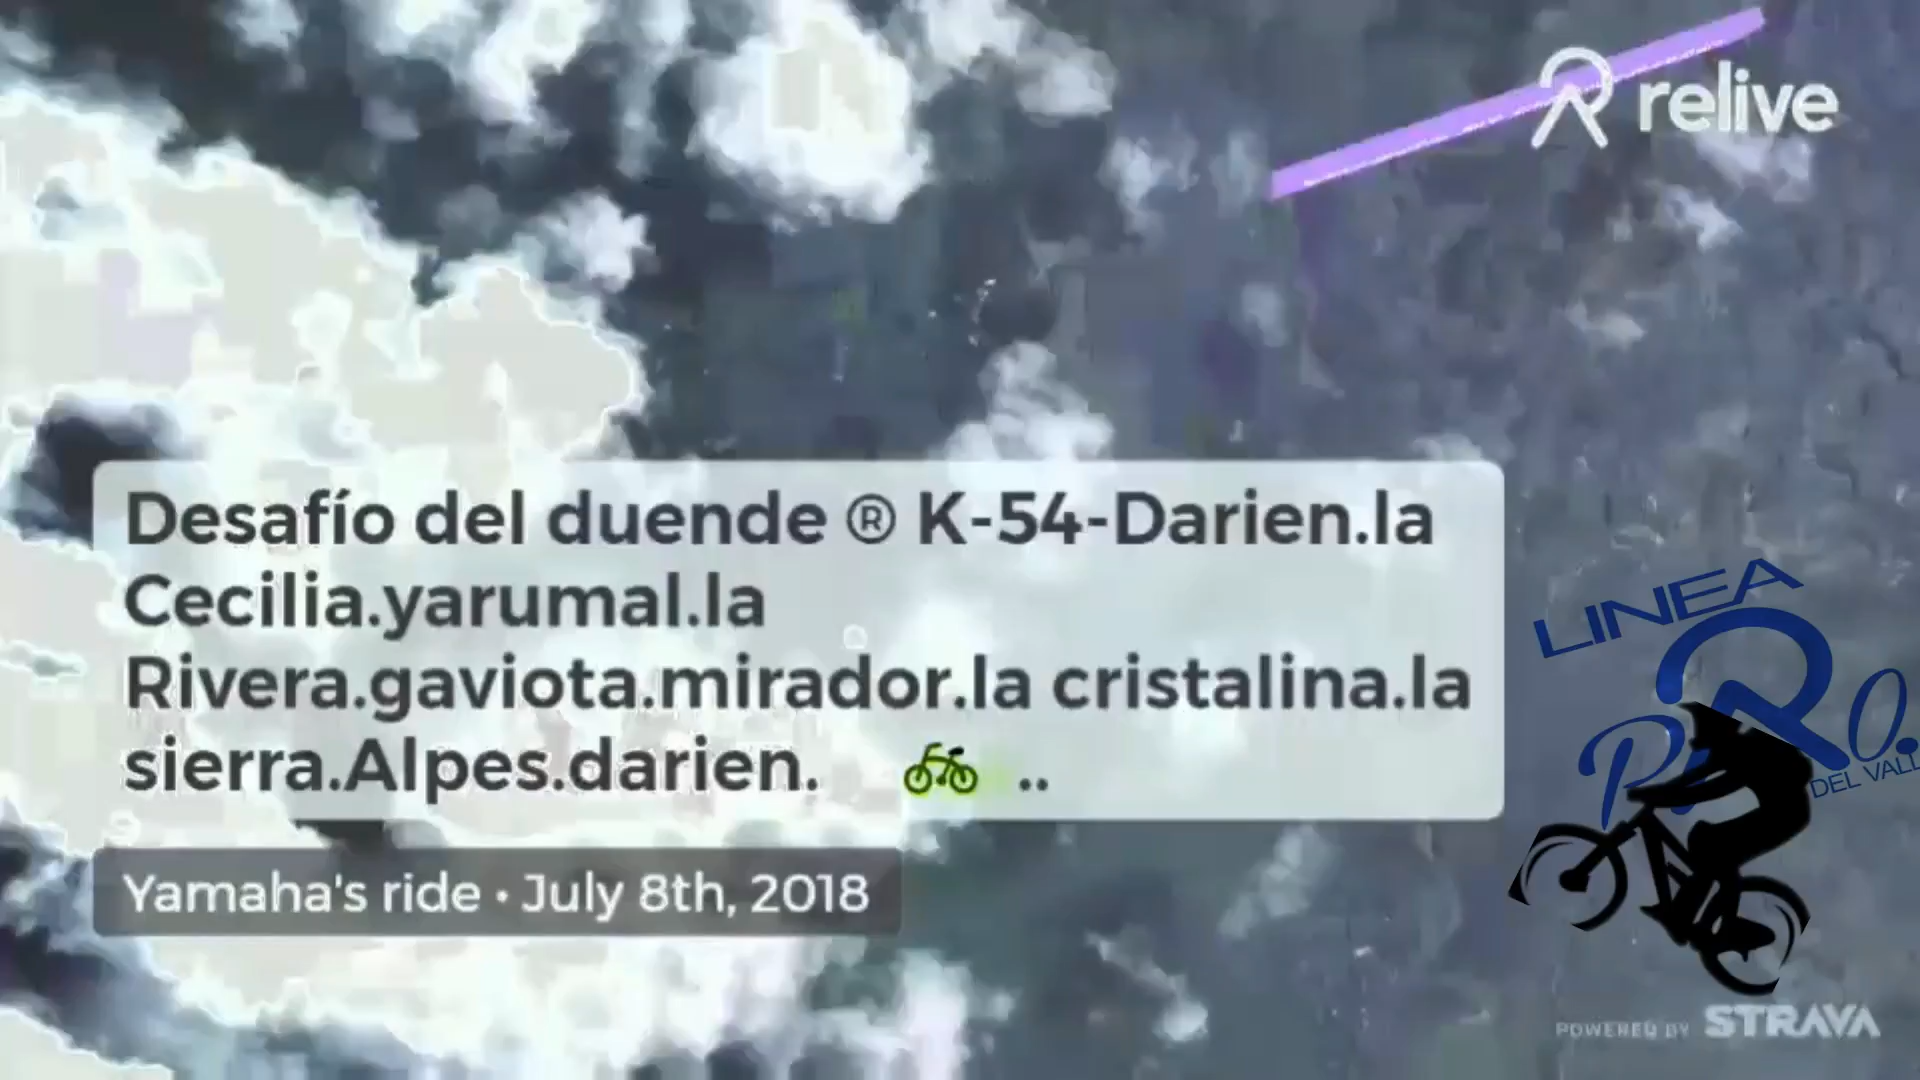 relive
Desafío del duende ® K-54-Darien.la
Cecilia.yarumal.la
Rivera.gaviota.mirador.la cristalina.la
sierra.Alpes.darien. 🚲 ..
Yamaha's ride • July 8th, 2018
LINEA
PRO.
DEL VALL
POWERED BY STRAVA